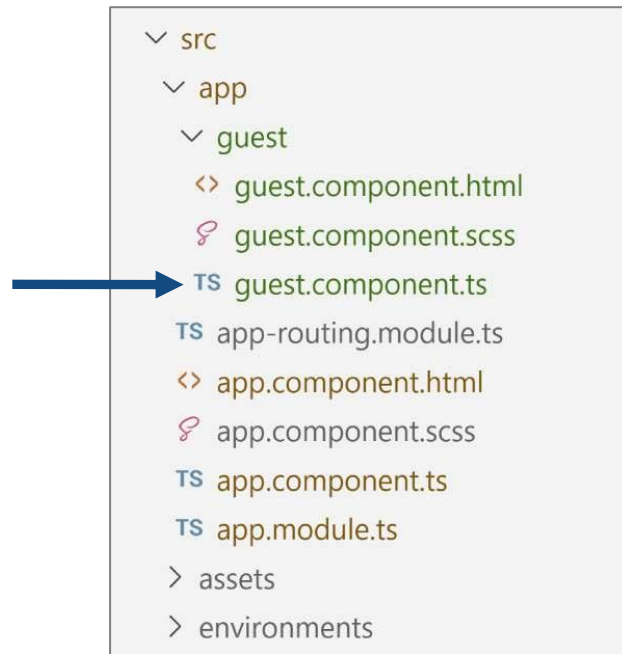 src
app
guest
<> guest.component.html
guest.component.scss
TS guest.component.ts
TS app-routing.module.ts
<> app.component.html
app.component.scss
TS app.component.ts
TS app.module.ts
assets
environments